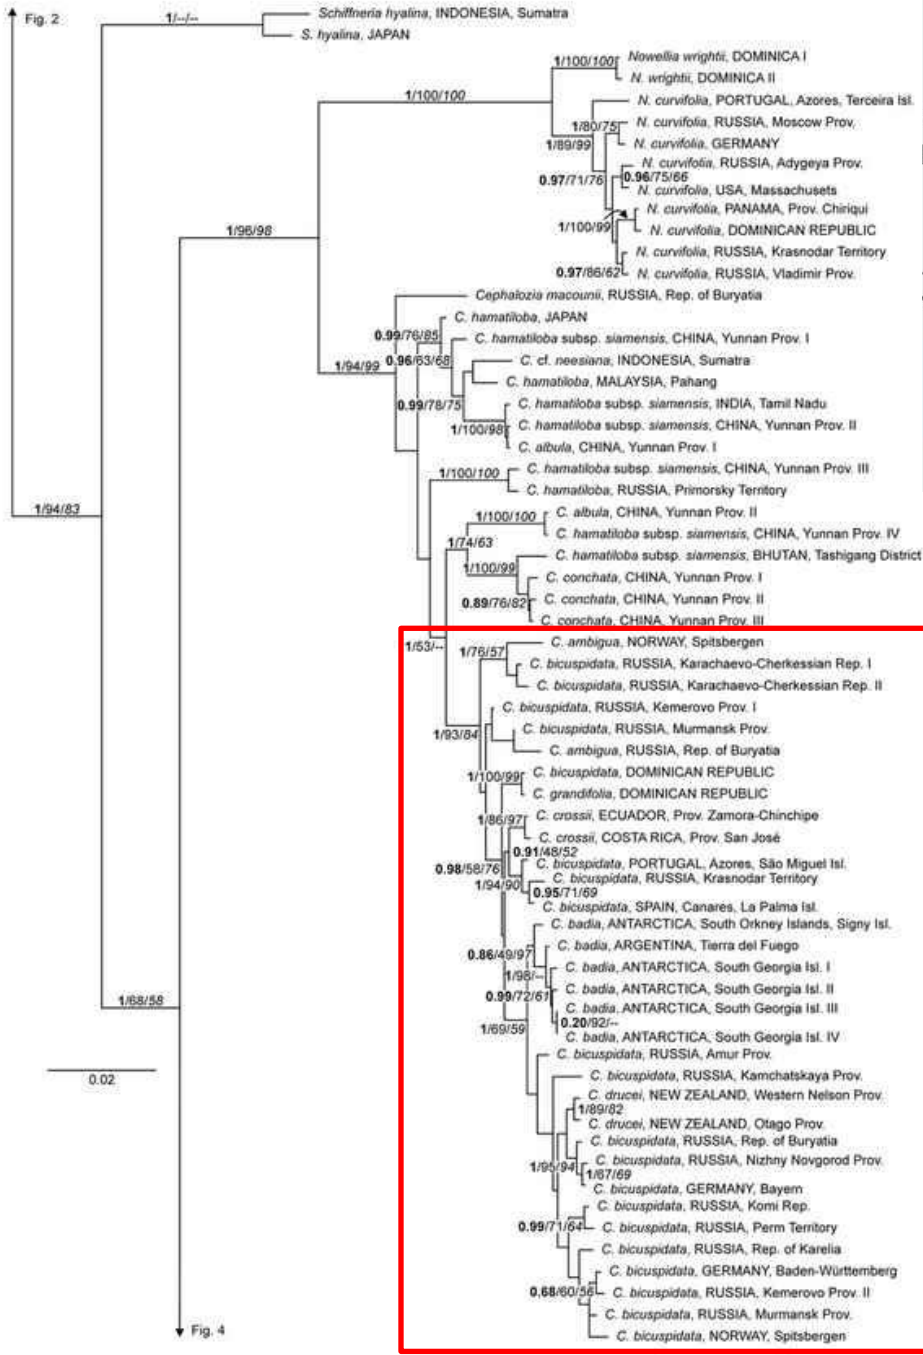 Fig. 2
Schiffneria hyalina, INDONESIA, Sumatra
1/--/--
S. hyalina, JAPAN
Nowellia wrightii, DOMINICA I
1/100/100
N. wrightii, DOMINICA II
1/100/100
N. curvifolia, PORTUGAL, Azores, Terceira Isl.
N. curvifolia, RUSSIA, Moscow Prov.
1/80/75
1/89/99
N. curvifolia, GERMANY
N. curvifolia, RUSSIA, Adygeya Prov.
0.97/71/76
0.96/75/66
N. curvifolia, USA, Massachusets
N. curvifolia, PANAMA, Prov. Chiriqui
1/100/99
N. curvifolia, DOMINICAN REPUBLIC
1/96/98
N. curvifolia, RUSSIA, Krasnodar Territory
0.97/86/62
N. curvifolia, RUSSIA, Vladimir Prov.
Cephalozia macounii, RUSSIA, Rep. of Buryatia
C. hamatiloba, JAPAN
0.99/76/85
C. hamatiloba subsp. siamensis, CHINA, Yunnan Prov. I
0.96/63/68
C. cf. neesiana, INDONESIA, Sumatra
1/94/99
C. hamatiloba, MALAYSIA, Pahang
0.99/78/75
C. hamatiloba subsp. siamensis, INDIA, Tamil Nadu
C. hamatiloba subsp. siamensis, CHINA, Yunnan Prov. II
1/100/98
C. albula, CHINA, Yunnan Prov. I
C. hamatiloba subsp. siamensis, CHINA, Yunnan Prov. III
1/100/100
C. hamatiloba, RUSSIA, Primorsky Territory
1/94/83
C. albula, CHINA, Yunnan Prov. II
1/100/100
C. hamatiloba subsp. siamensis, CHINA, Yunnan Prov. IV
1/74/63
C. hamatiloba subsp. siamensis, BHUTAN, Tashigang District
1/100/99
C. conchata, CHINA, Yunnan Prov. I
C. conchata, CHINA, Yunnan Prov. II
0.89/76/82
C. conchata, CHINA, Yunnan Prov. III
1/53/--
C. ambigua, NORWAY, Spitsbergen
1/76/57
C. bicuspidata, RUSSIA, Karachaevo-Cherkessian Rep. I
C. bicuspidata, RUSSIA, Karachaevo-Cherkessian Rep. II
C. bicuspidata, RUSSIA, Kemerovo Prov. I
1/93/84
C. bicuspidata, RUSSIA, Murmansk Prov.
C. ambigua, RUSSIA, Rep. of Buryatia
1/100/99
C. bicuspidata, DOMINICAN REPUBLIC
C. grandifolia, DOMINICAN REPUBLIC
1/86/97
C. crossii, ECUADOR, Prov. Zamora-Chinchipe
C. crossii, COSTA RICA, Prov. San José
0.91/48/52
C. bicuspidata, PORTUGAL, Azores, São Miguel Isl.
0.98/58/76
C. bicuspidata, RUSSIA, Krasnodar Territory
1/94/90
0.95/71/69
C. bicuspidata, SPAIN, Canares, La Palma Isl.
C. badia, ANTARCTICA, South Orkney Islands, Signy Isl.
C. badia, ARGENTINA, Tierra del Fuego
0.86/49/97
C. badia, ANTARCTICA, South Georgia Isl. I
1/98/--
C. badia, ANTARCTICA, South Georgia Isl. II
0.99/72/61
C. badia, ANTARCTICA, South Georgia Isl. III
1/68/58
0.20/92/--
1/69/59
C. badia, ANTARCTICA, South Georgia Isl. IV
C. bicuspidata, RUSSIA, Amur Prov.
0.02
C. bicuspidata, RUSSIA, Kamchatskaya Prov.
C. drucei, NEW ZEALAND, Western Nelson Prov.
1/89/82
C. drucei, NEW ZEALAND, Otago Prov.
C. bicuspidata, RUSSIA, Rep. of Buryatia
1/95/94
C. bicuspidata, RUSSIA, Nizhny Novgorod Prov.
1/67/69
C. bicuspidata, GERMANY, Bayern
C. bicuspidata, RUSSIA, Komi Rep.
0.99/71/64
C. bicuspidata, RUSSIA, Perm Territory
C. bicuspidata, RUSSIA, Rep. of Karelia
C. bicuspidata, GERMANY, Baden-Württemberg
0.68/60/56
C. bicuspidata, RUSSIA, Kemerovo Prov. II
C. bicuspidata, RUSSIA, Murmansk Prov.
Fig. 4
C. bicuspidata, NORWAY, Spitsbergen